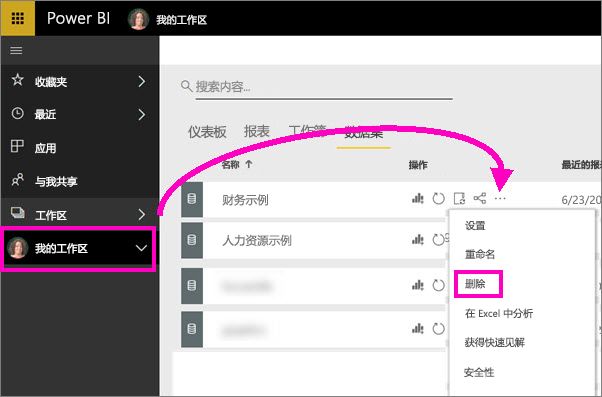 Power BI 我的工作区
收藏夹
最近
应用
与我共享
工作区
我的工作区
搜索内容...
仪表板 报表 工作簿 数据集
名称 操作 最近的报
财务示例 6/23/20
人力资源示例
设置
重命名
删除
在 Excel 中分析
获得快速见解
安全性